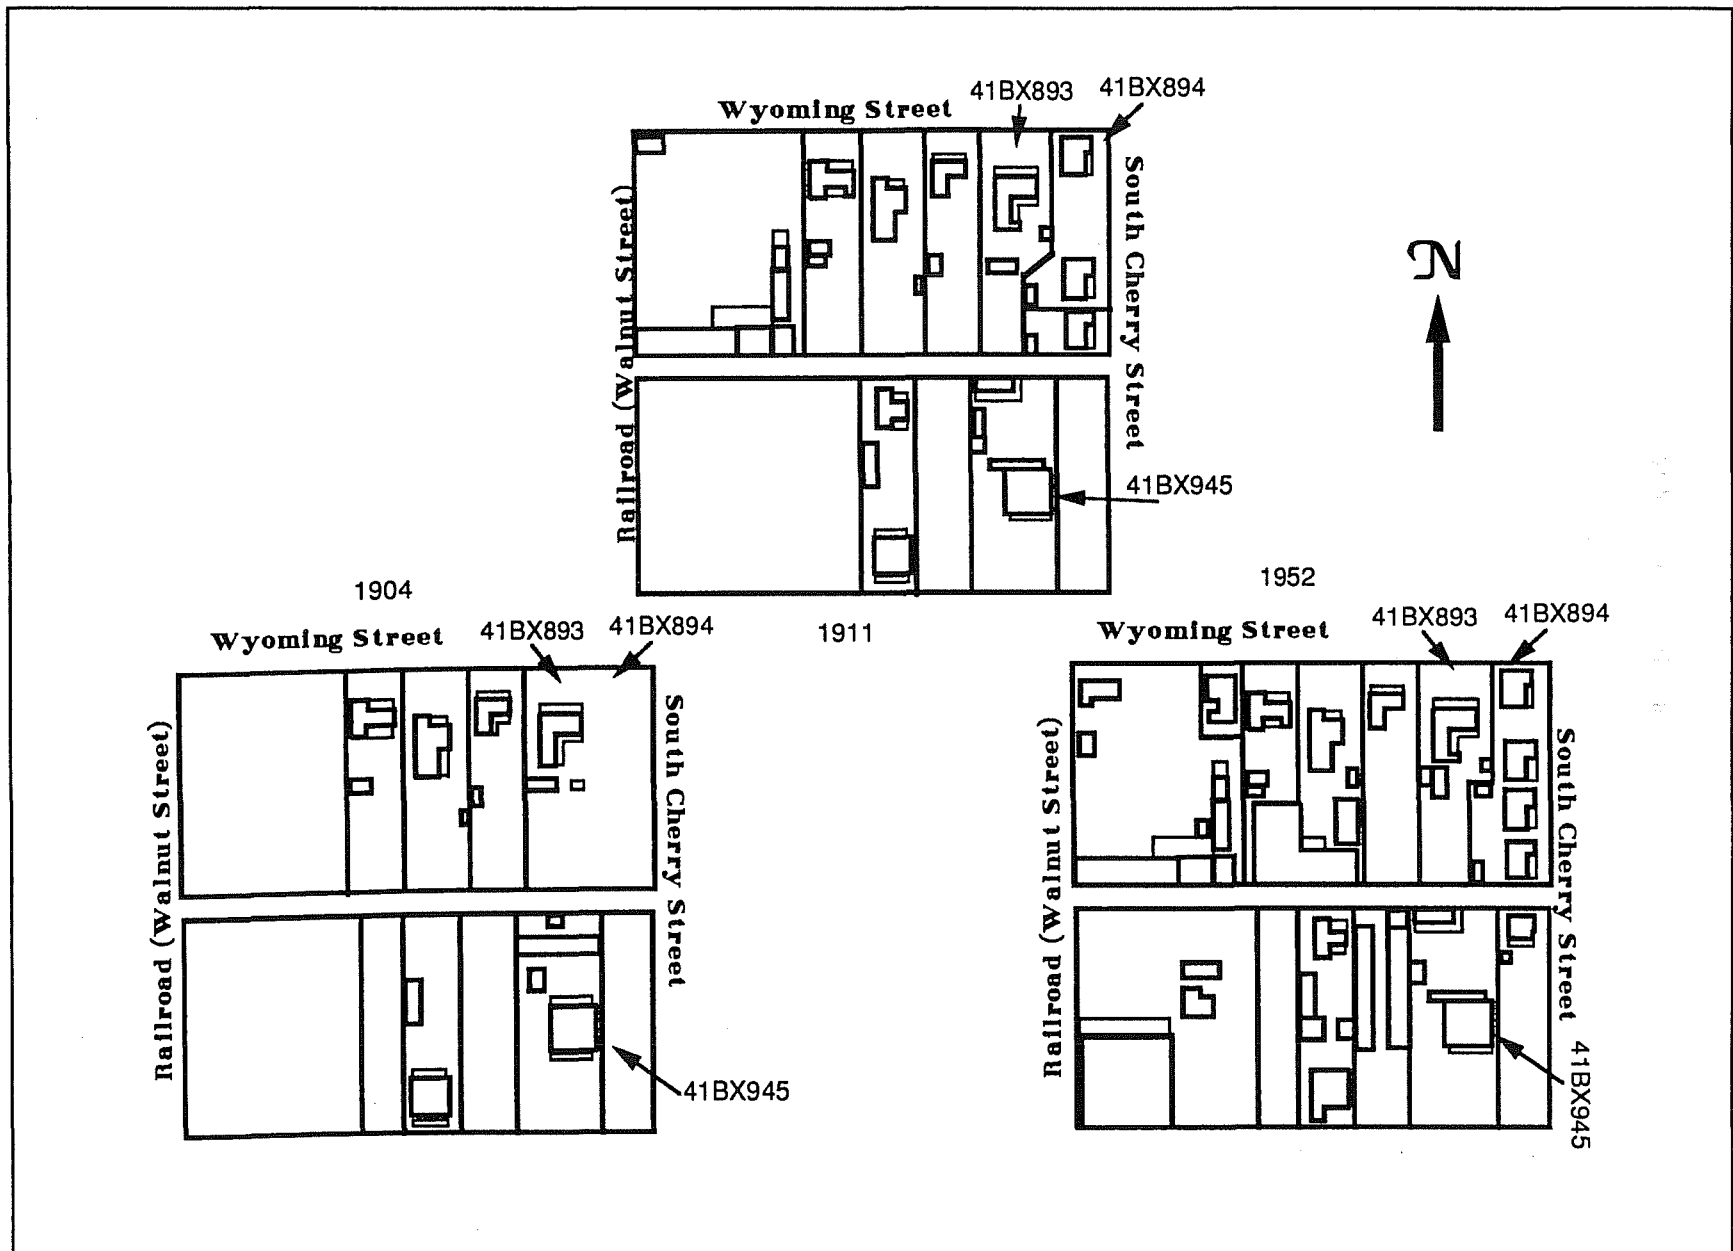 41BX893
41BX894
Wyoming Street
Railroad (Walnut Street)
South Cherry Street
N
41BX945
1911
1904
Wyoming Street
41BX893
41BX894
Railroad (Walnut Street)
South Cherry Street
41BX945
1952
Wyoming Street
41BX893
41BX894
Railroad (Walnut Street)
South Cherry Street
41BX945